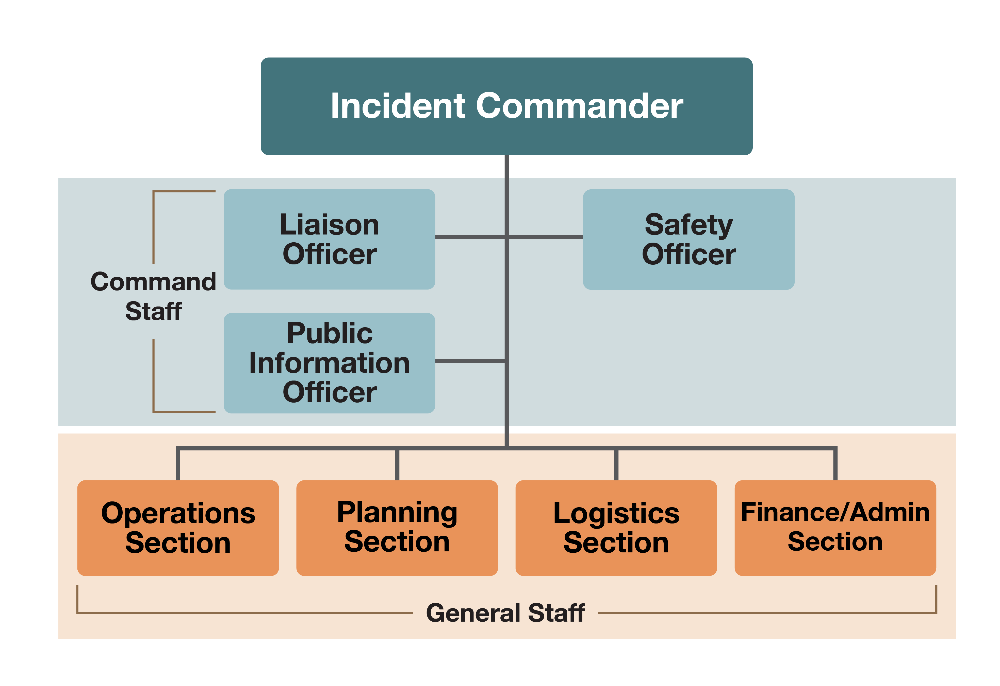 Incident Commander
Liaison
Officer
Safety
Officer
Command
Staff
Public
Information
Officer
Operations
Section
Planning
Section
Logistics
Section
Finance/Admin
Section
General Staff